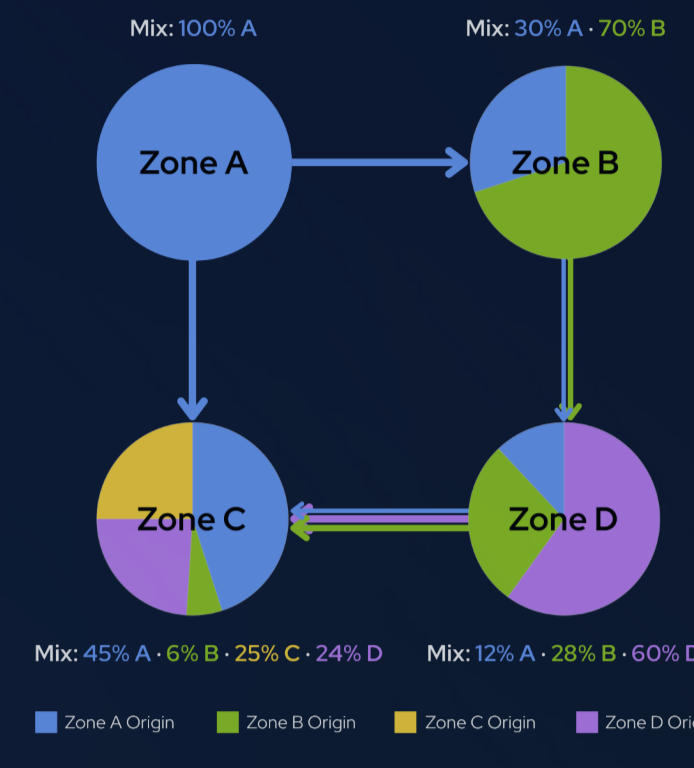 Mix: 100% A
Mix: 30% A · 70% B
Zone A
Zone B
Zone C
Zone D
Mix: 45% A · 6% B · 25% C · 24% D
Mix: 12% A · 28% B · 60% D
Zone A Origin
Zone B Origin
Zone C Origin
Zone D Ori